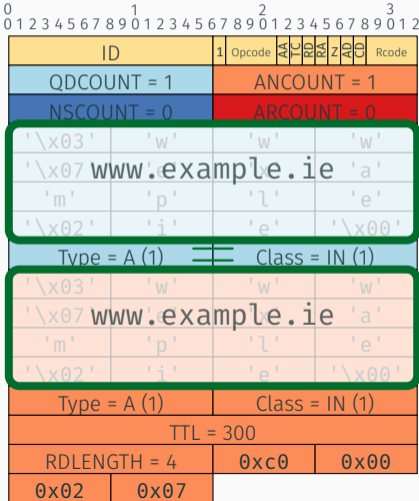 0 1 2 3
0 1 2 3 4 5 6 7 8 9 0 1 2 3 4 5 6 7 8 9 0 1 2 3 4 5 6 7 8 9 0 1
ID 1 Opcode AA TC RD RA Z AD CD Rcode
QDCOUNT = 1 ANCOUNT = 1
NSCOUNT = 0 ARCOUNT = 0
'\x03' 'w' 'w' 'w'
'\x07' 'e' 'x' 'a'
www.example.ie
'm' 'p' 'l' 'e'
'\x02' 'i' 'e' '\x00'
Type = A (1) = Class = IN (1)
'\x03' 'w' 'w' 'w'
'\x07' 'e' 'x' 'a'
www.example.ie
'm' 'p' 'l' 'e'
'\x02' 'i' 'e' '\x00'
Type = A (1) Class = IN (1)
TTL = 300
RDLENGTH = 4 0xc0 0x00
0x02 0x07